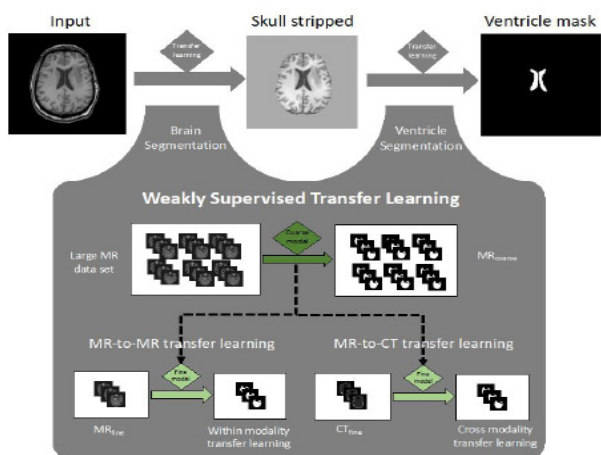 Input
Skull stripped
Ventricle mask
Transfer
learning
Transfer
learning
Brain
Segmentation
Ventricle
Segmentation
Weakly Supervised Transfer Learning
Large MR
data set
Coarse
model
MRcoarse
MR-to-MR transfer learning
MR-to-CT transfer learning
Fine
model
Fine
model
MRfine
Within modality
transfer learning
CTfine
Cross modality
transfer learning